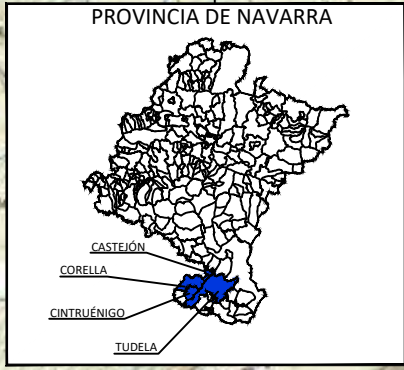 PROVINCIA DE NAVARRA
CASTEJÓN
CORELLA
CINTRUÉNIGO
TUDELA